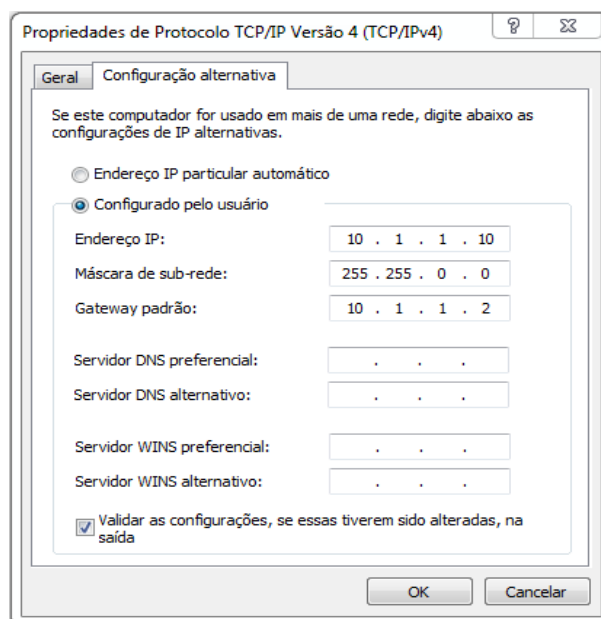 Propriedades de Protocolo TCP/IP Versão 4 (TCP/IPv4)
?
Geral
Configuração alternativa
Se este computador for usado em mais de uma rede, digite abaixo as
configurações de IP alternativas.
Endereço IP particular automático
Configurado pelo usuário
Endereço IP: 10 . 1 . 1 . 10
Máscara de sub-rede: 255 . 255 . 0 . 0
Gateway padrão: 10 . 1 . 1 . 2
Servidor DNS preferencial: . . .
Servidor DNS alternativo: . . .
Servidor WINS preferencial: . . .
Servidor WINS alternativo: . . .
Validar as configurações, se essas tiverem sido alteradas, na
saída
OK
Cancelar